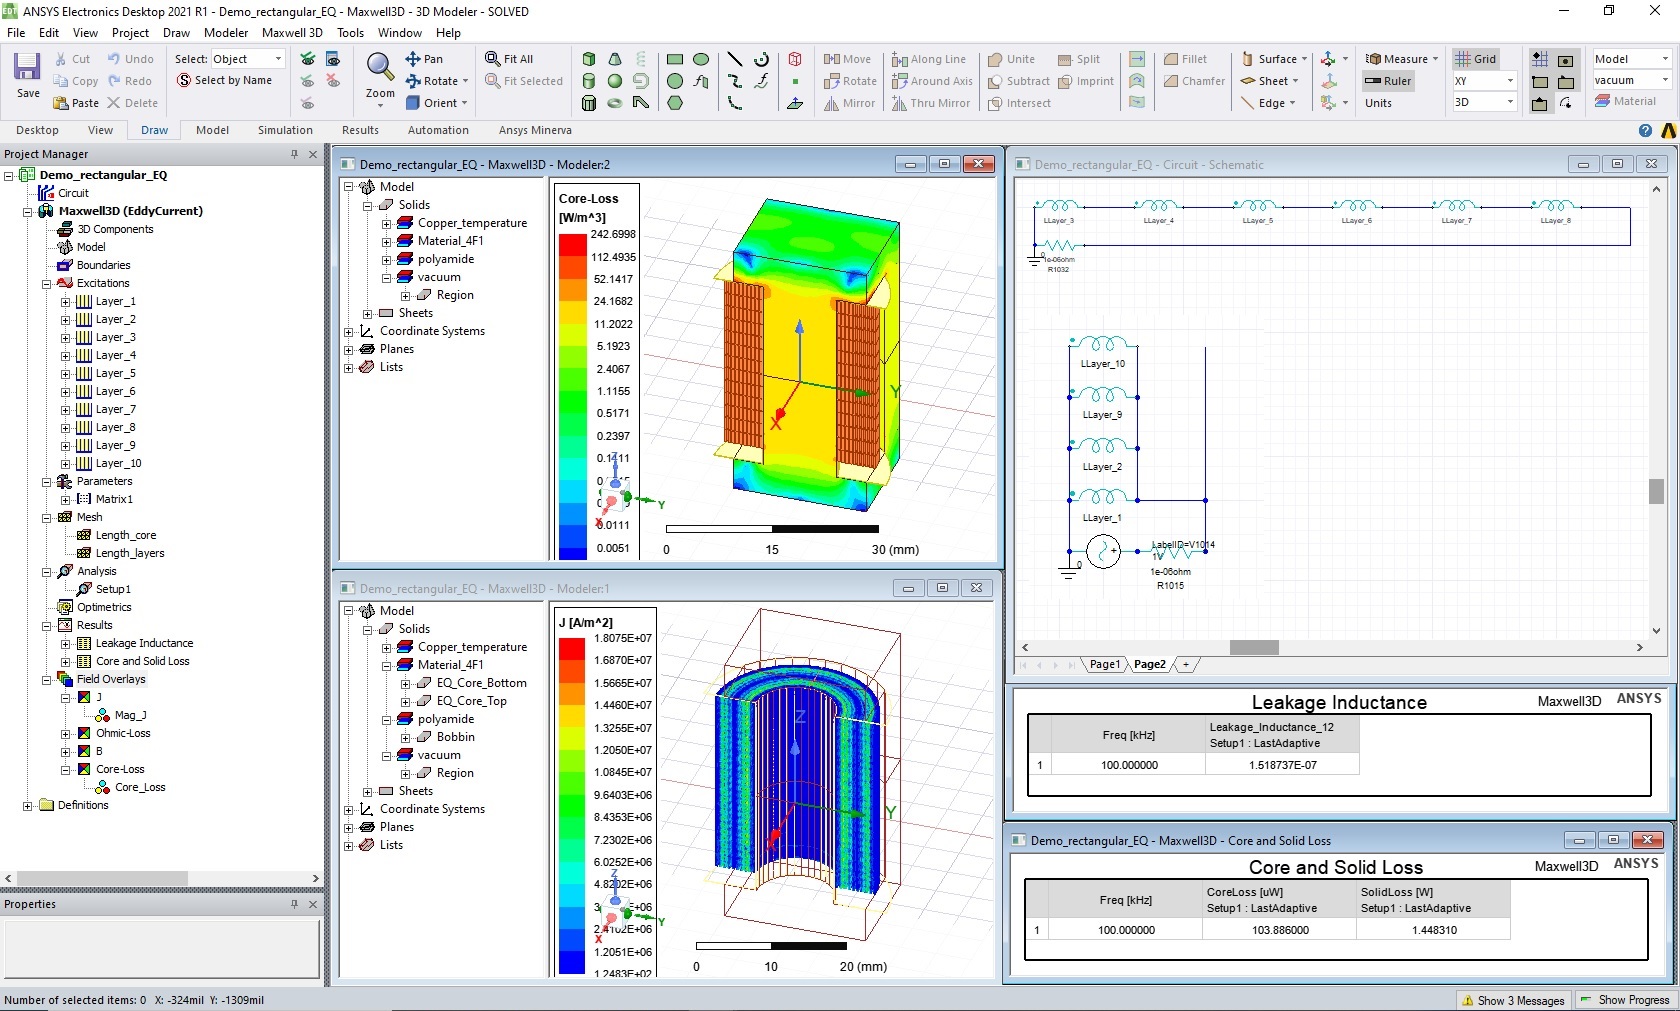 ANSYS Electronics Desktop 2021 R1 - Demo_rectangular_EQ - Maxwell3D - 3D Modeler - SOLVED
File Edit View Project Draw Modeler Maxwell 3D Tools Window Help
Save
Cut
Copy
Paste
Undo
Redo
Delete
Select: Object
Select by Name
Zoom
Pan
Rotate
Orient
Fit All
Fit Selected
Move
Rotate
Mirror
Along Line
Around Axis
Thru Mirror
Unite
Subtract
Intersect
Split
Imprint
Fillet
Chamfer
Surface
Sheet
Edge
Measure
Ruler
Units
Grid
XY
3D
Model
vacuum
Material
Desktop View Draw Model Simulation Results Automation Ansys Minerva
Project Manager
Demo_rectangular_EQ
Circuit
Maxwell3D (EddyCurrent)
3D Components
Model
Boundaries
Excitations
Layer_1
Layer_2
Layer_3
Layer_4
Layer_5
Layer_6
Layer_7
Layer_8
Layer_9
Layer_10
Parameters
Matrix1
Mesh
Length_core
Length_layers
Analysis
Setup1
Optimetrics
Results
Leakage Inductance
Core and Solid Loss
Field Overlays
J
Mag_J
Ohmic-Loss
B
Core-Loss
Core_Loss
Definitions
Properties
Demo_rectangular_EQ - Maxwell3D - Modeler:2
Model
Solids
Copper_temperature
Material_4F1
polyamide
vacuum
Region
Sheets
Coordinate Systems
Planes
Lists
Core-Loss
[W/m^3]
242.6998
112.4935
52.1417
24.1682
11.2022
5.1923
2.4067
1.1155
0.5171
0.2397
0.0111
0.0051
Z
Y
X
Y
X
0 15 30 (mm)
Demo_rectangular_EQ - Maxwell3D - Modeler:1
Model
Solids
Copper_temperature
Material_4F1
EQ_Core_Bottom
EQ_Core_Top
polyamide
Bobbin
vacuum
Region
Sheets
Coordinate Systems
Planes
Lists
J [A/m^2]
1.8075E+07
1.6870E+07
1.5665E+07
1.4460E+07
1.3255E+07
1.2050E+07
1.0845E+07
9.6403E+06
8.4353E+06
7.2302E+06
6.0252E+06
1.2051E+06
1.2483E+02
Z
Y
Z
Y
X
0 10 20 (mm)
Demo_rectangular_EQ - Circuit - Schematic
LLayer_3 LLayer_4 LLayer_5 LLayer_6 LLayer_7 LLayer_8
0
1e-06ohm
R1032
LLayer_10
LLayer_9
LLayer_2
LLayer_1
0
LabelID=V1014
1V
1e-06ohm
R1015
Page1 Page2 +
Leakage Inductance Maxwell3D ANSYS
Freq [kHz] Leakage_Inductance_12
Setup1 : LastAdaptive
1 100.000000 1.518737E-07
Demo_rectangular_EQ - Maxwell3D - Core and Solid Loss
Core and Solid Loss Maxwell3D ANSYS
Freq [kHz] CoreLoss [uW] SolidLoss [W]
Setup1 : LastAdaptive Setup1 : LastAdaptive
1 100.000000 103.886000 1.448310
Number of selected items: 0 X: -324mil Y: -1309mil
Show 3 Messages Show Progress